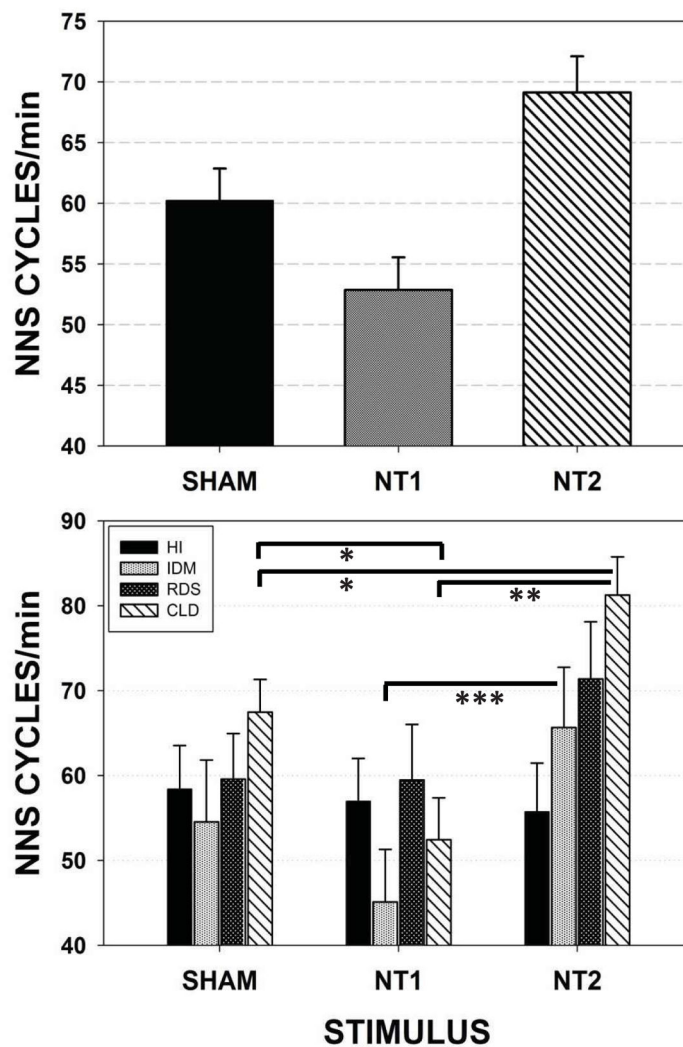 75
70
65
60
55
50
45
40
NNS CYCLES/min
SHAM NT1 NT2
90
80
70
60
50
40
NNS CYCLES/min
HI
IDM
RDS
CLD
*
*
**
***
SHAM NT1 NT2
STIMULUS